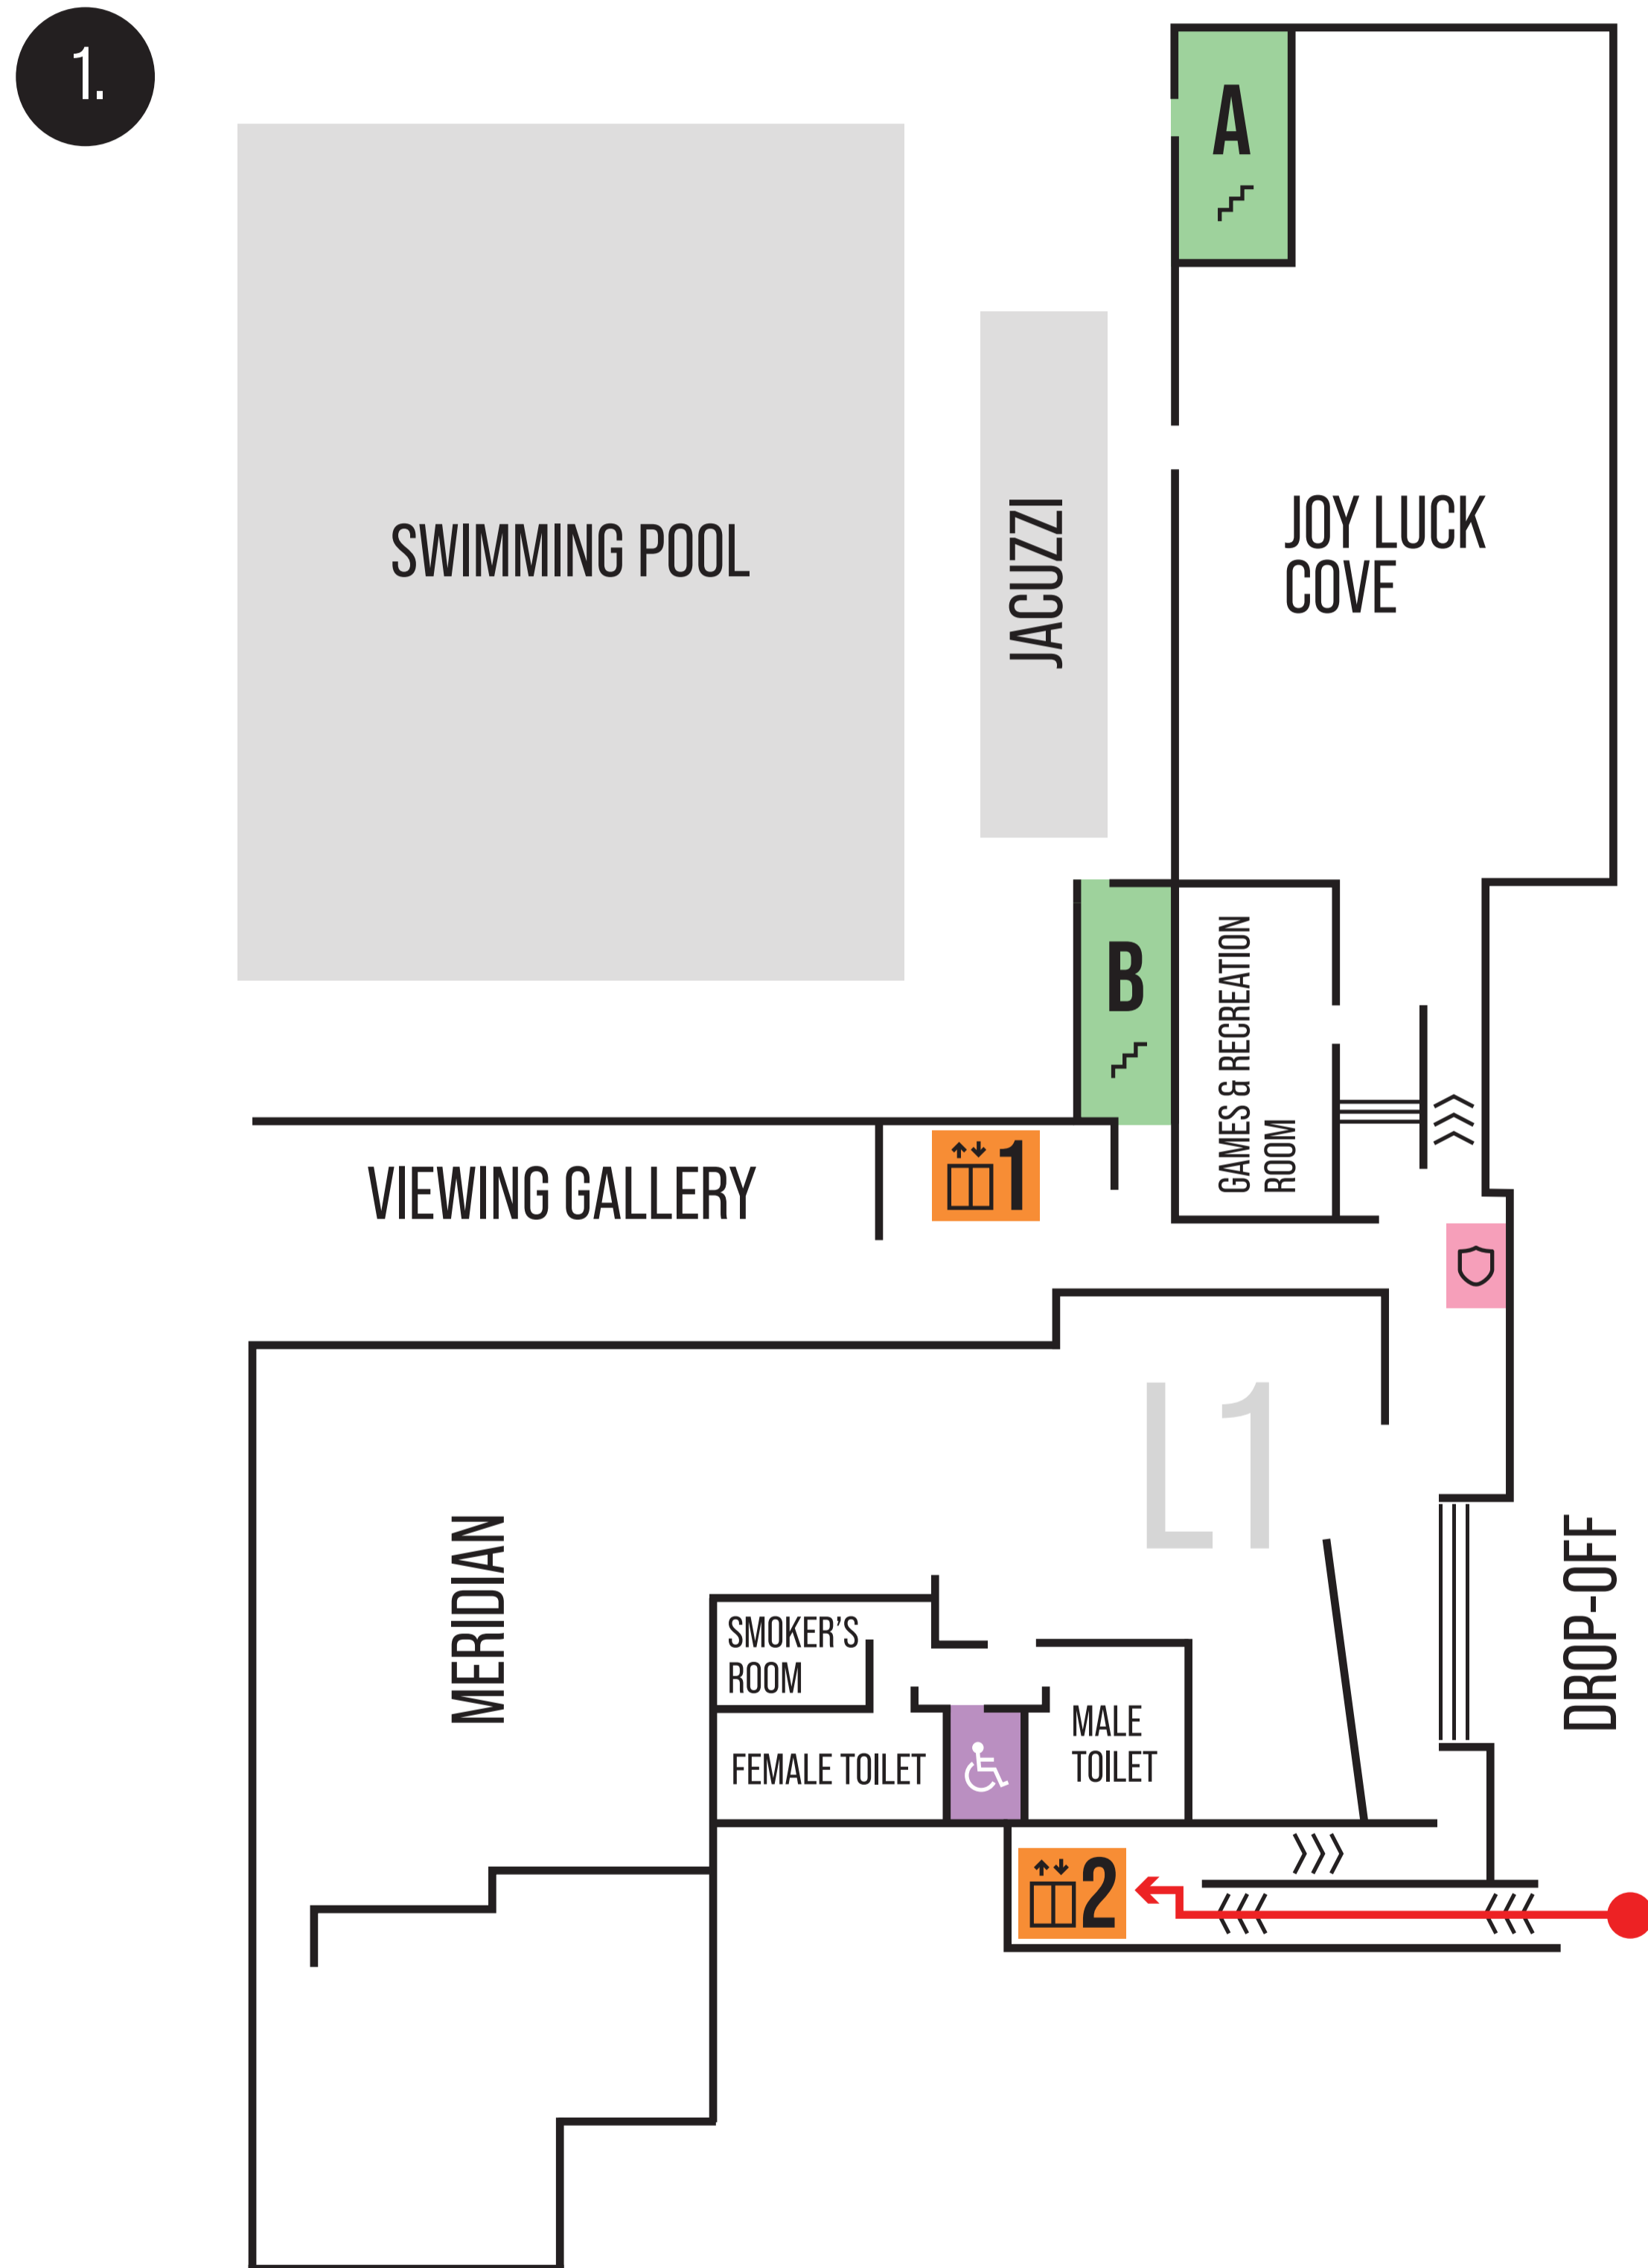 1.
A
SWIMMING POOL
JACUZZI
JOY LUCK
COVE
B
GAMES & RECREATION
ROOM
VIEWING GALLERY
1
L1
MERIDIAN
DROP-OFF
SMOKER'S
ROOM
MALE
TOILET
FEMALE TOILET
2